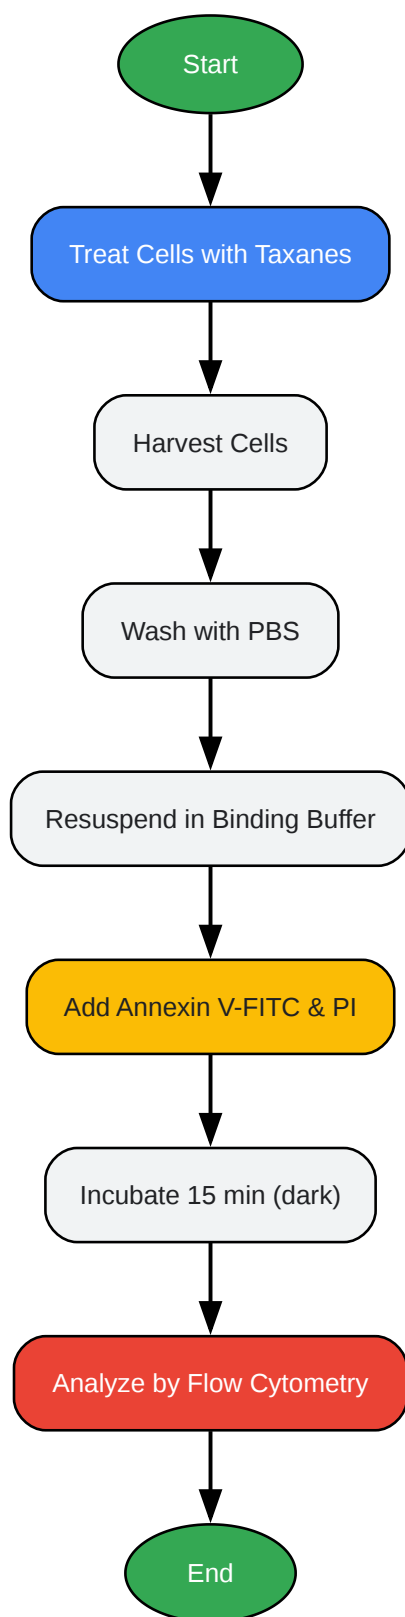 Start
Treat Cells with Taxanes
Harvest Cells
Wash with PBS
Resuspend in Binding Buffer
Add Annexin V-FITC & PI
Incubate 15 min (dark)
Analyze by Flow Cytometry
End